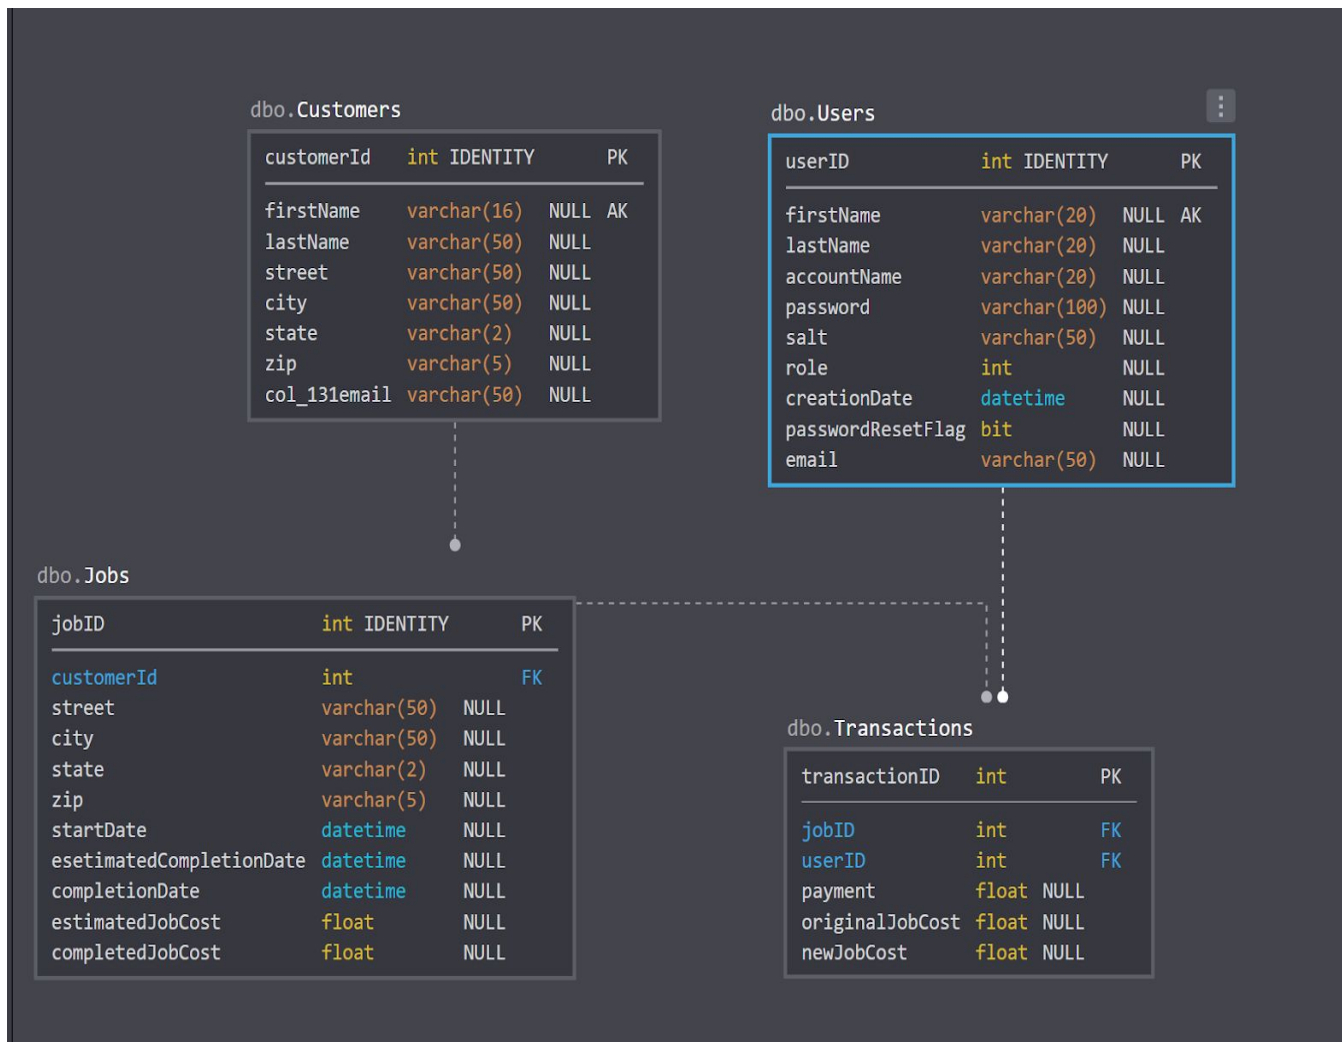 dbo.Customers
customerId int IDENTITY PK
firstName varchar(16) NULL AK
lastName varchar(50) NULL
street varchar(50) NULL
city varchar(50) NULL
state varchar(2) NULL
zip varchar(5) NULL
col_131email varchar(50) NULL
dbo.Users
userID int IDENTITY PK
firstName varchar(20) NULL AK
lastName varchar(20) NULL
accountName varchar(20) NULL
password varchar(100) NULL
salt varchar(50) NULL
role int NULL
creationDate datetime NULL
passwordResetFlag bit NULL
email varchar(50) NULL
dbo.Jobs
jobID int IDENTITY PK
customerId int FK
street varchar(50) NULL
city varchar(50) NULL
state varchar(2) NULL
zip varchar(5) NULL
startDate datetime NULL
esetimatedCompletionDate datetime NULL
completionDate datetime NULL
estimatedJobCost float NULL
completedJobCost float NULL
dbo.Transactions
transactionID int PK
jobID int FK
userID int FK
payment float NULL
originalJobCost float NULL
newJobCost float NULL